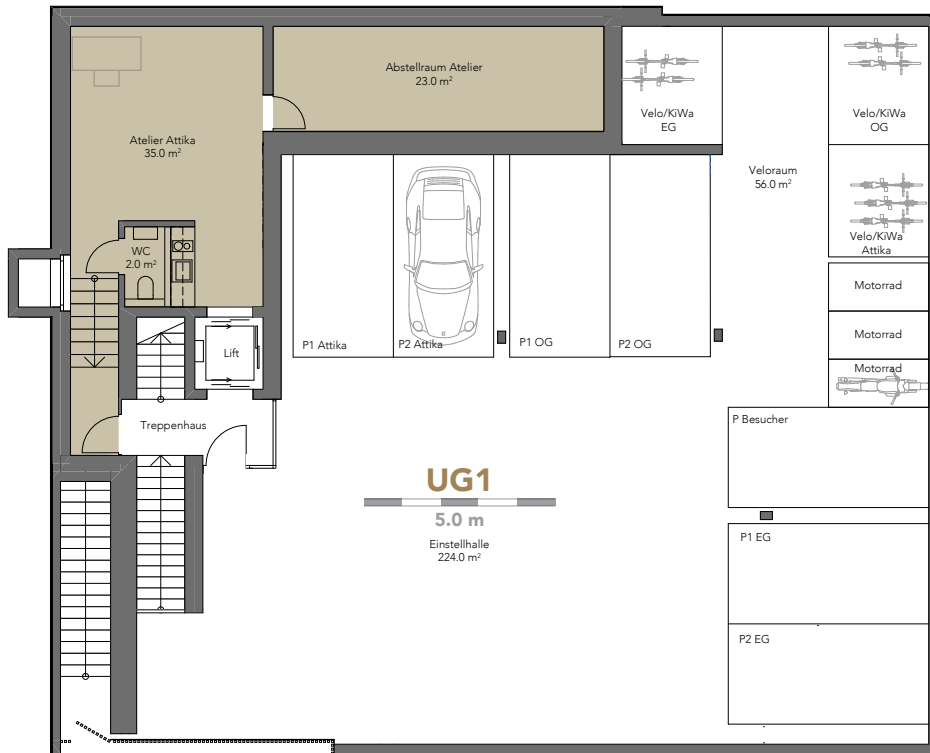 Abstellraum Atelier
23.0 m²
Velo/KiWa
EG
Velo/KiWa
OG
Atelier Attika
35.0 m²
Veloraum
56.0 m²
Velo/KiWa
Attika
WC
2.0 m²
Motorrad
Motorrad
Motorrad
P1 Attika
P2 Attika
P1 OG
P2 OG
Lift
Treppenhaus
P Besucher
UG1
5.0 m
Einstellhalle
224.0 m²
P1 EG
P2 EG